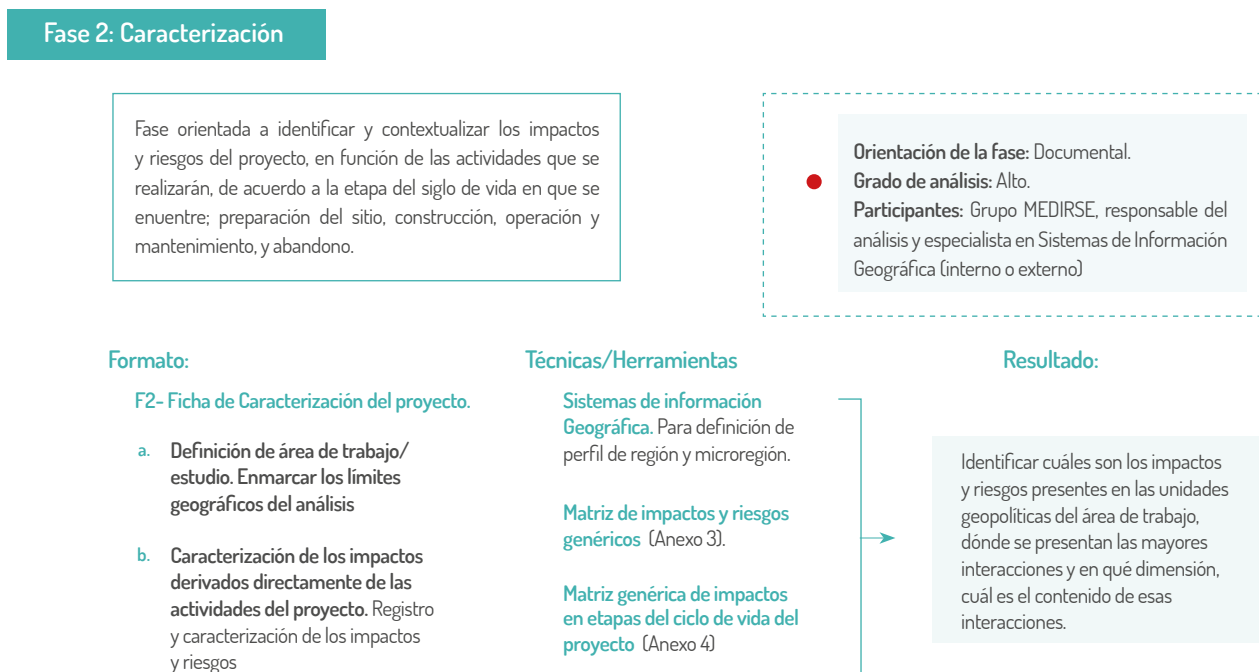 Fase 2: Caracterización
Fase orientada a identificar y contextualizar los impactos
y riesgos del proyecto, en función de las actividades que se
realizarán, de acuerdo a la etapa del siglo de vida en que se
enuentre; preparación del sitio, construcción, operación y
mantenimiento, y abandono.
Orientación de la fase: Documental.
Grado de análisis: Alto.
Participantes: Grupo MEDIRSE, responsable del
análisis y especialista en Sistemas de Información
Geográfica (interno o externo)
Formato:
F2- Ficha de Caracterización del proyecto.
a. Definición de área de trabajo/
estudio. Enmarcar los límites
geográficos del análisis
b. Caracterización de los impactos
derivados directamente de las
actividades del proyecto. Registro
y caracterización de los impactos
y riesgos
Técnicas/Herramientas
Sistemas de información
Geográfica. Para definición de
perfil de región y microregión.
Matriz de impactos y riesgos
genéricos (Anexo 3).
Matriz genérica de impactos
en etapas del ciclo de vida del
proyecto (Anexo 4)
Resultado:
Identificar cuáles son los impactos
y riesgos presentes en las unidades
geopolíticas del área de trabajo,
dónde se presentan las mayores
interacciones y en qué dimensión,
cuál es el contenido de esas
interacciones.